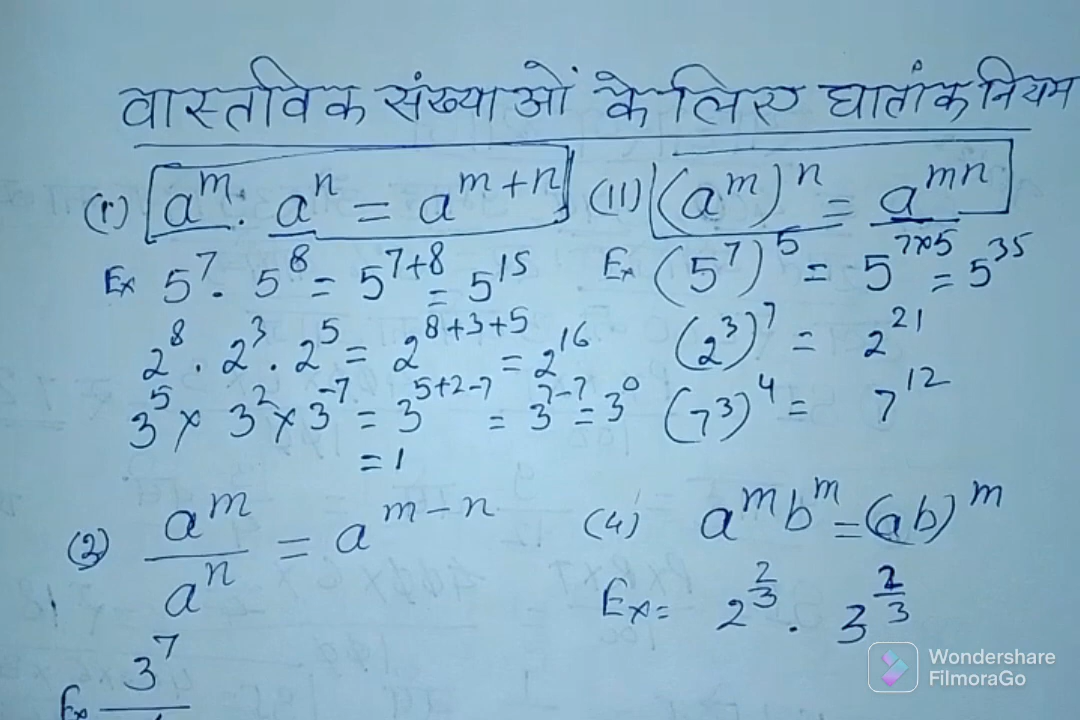 वास्तविक संख्याओं के लिए घातांक नियम
(1) a^m . a^n = a^{m+n}
Ex 5^7 . 5^8 = 5^{7+8} = 5^{15}
2^8 . 2^3 . 2^5 = 2^{8+3+5} = 2^{16}
3^5 × 3^2 × 3^{-7} = 3^{5+2-7} = 3^{7-7} = 3^0
= 1
(11) (a^m)^n = a^{mn}
Ex (5^7)^5 = 5^{7×5} = 5^{35}
(2^3)^7 = 2^{21}
(7^3)^4 = 7^{12}
a^m / a^n = a^{m-n}
Ex 3^7
(4) a^m b^m = (ab)^m
Ex = 2^{2/3} . 3^{2/3}
Wondershare
FilmoraGo